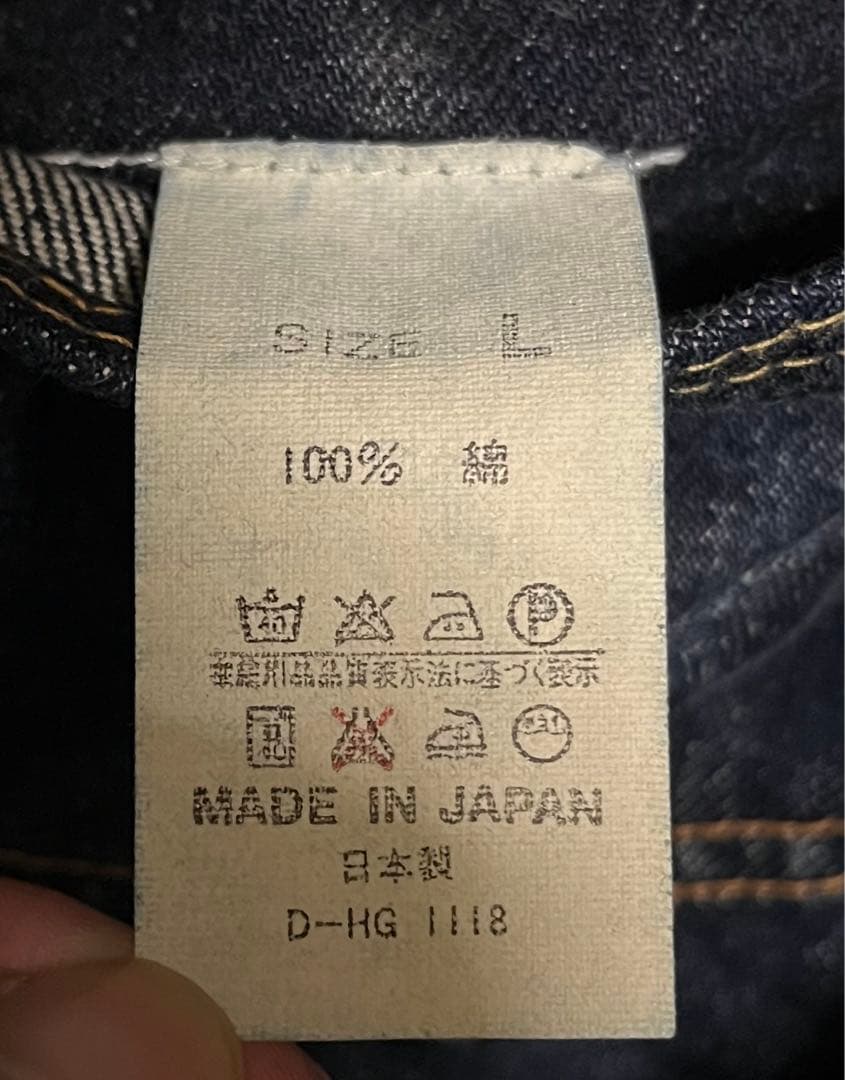 SIZE L
100% 綿
P
家庭用品品質表示法に基づく表示
MADE IN JAPAN
日本製
D-HG 1118